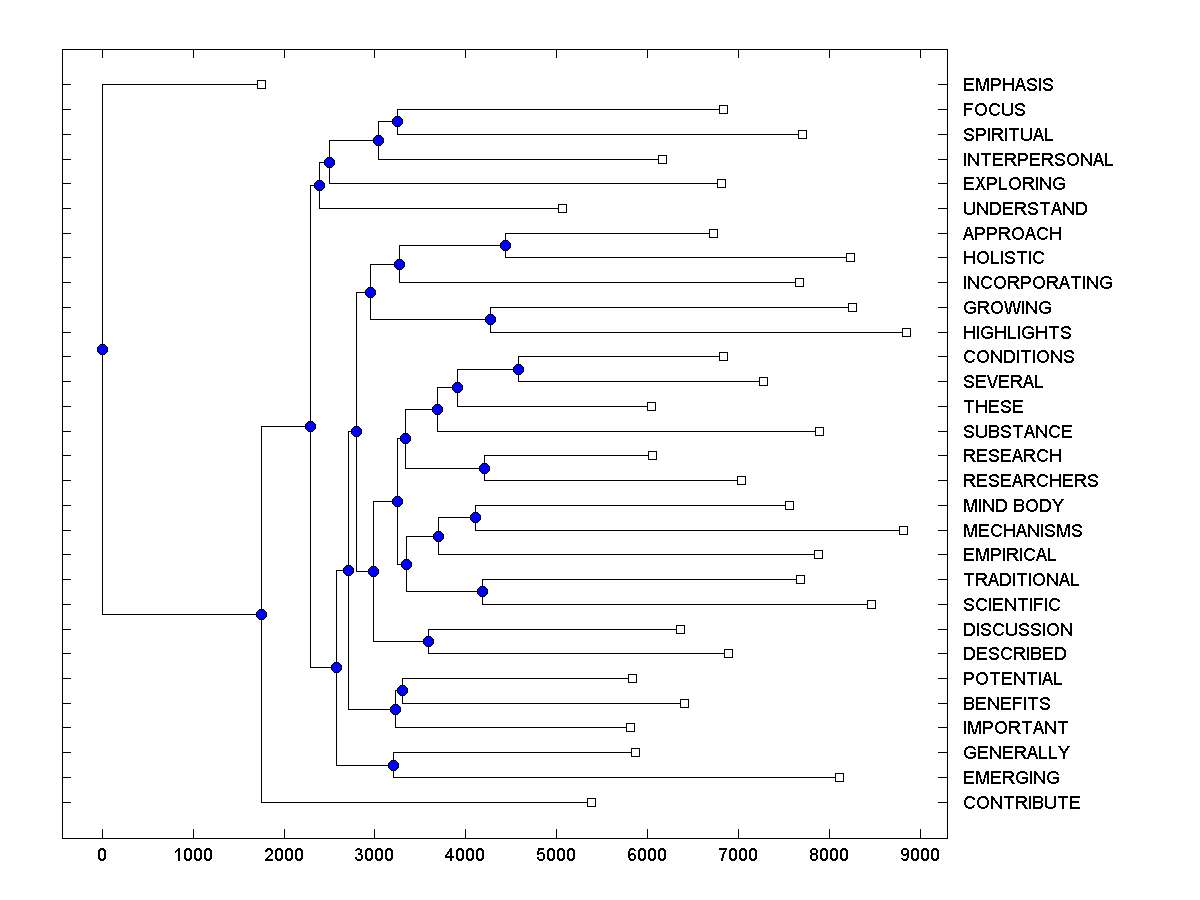 EMPHASIS
FOCUS
SPIRITUAL
INTERPERSONAL
EXPLORING
UNDERSTAND
APPROACH
HOLISTIC
INCORPORATING
GROWING
HIGHLIGHTS
CONDITIONS
SEVERAL
THESE
SUBSTANCE
RESEARCH
RESEARCHERS
MIND BODY
MECHANISMS
EMPIRICAL
TRADITIONAL
SCIENTIFIC
DISCUSSION
DESCRIBED
POTENTIAL
BENEFITS
IMPORTANT
GENERALLY
EMERGING
CONTRIBUTE
0 1000 2000 3000 4000 5000 6000 7000 8000 9000